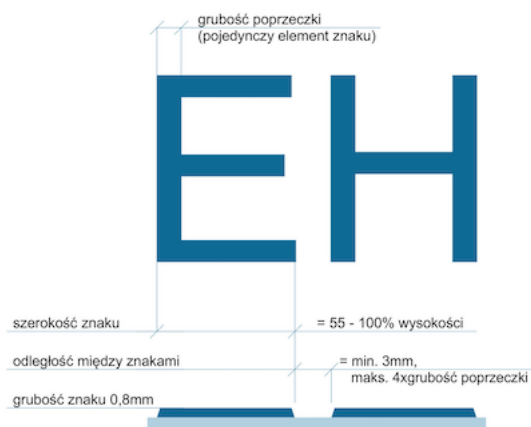 grubość poprzeczki
(pojedynczy element znaku)
EH
szerokość znaku = 55 - 100% wysokości
odległość między znakami = min. 3mm,
maks. 4xgrubość poprzeczki
grubość znaku 0,8mm